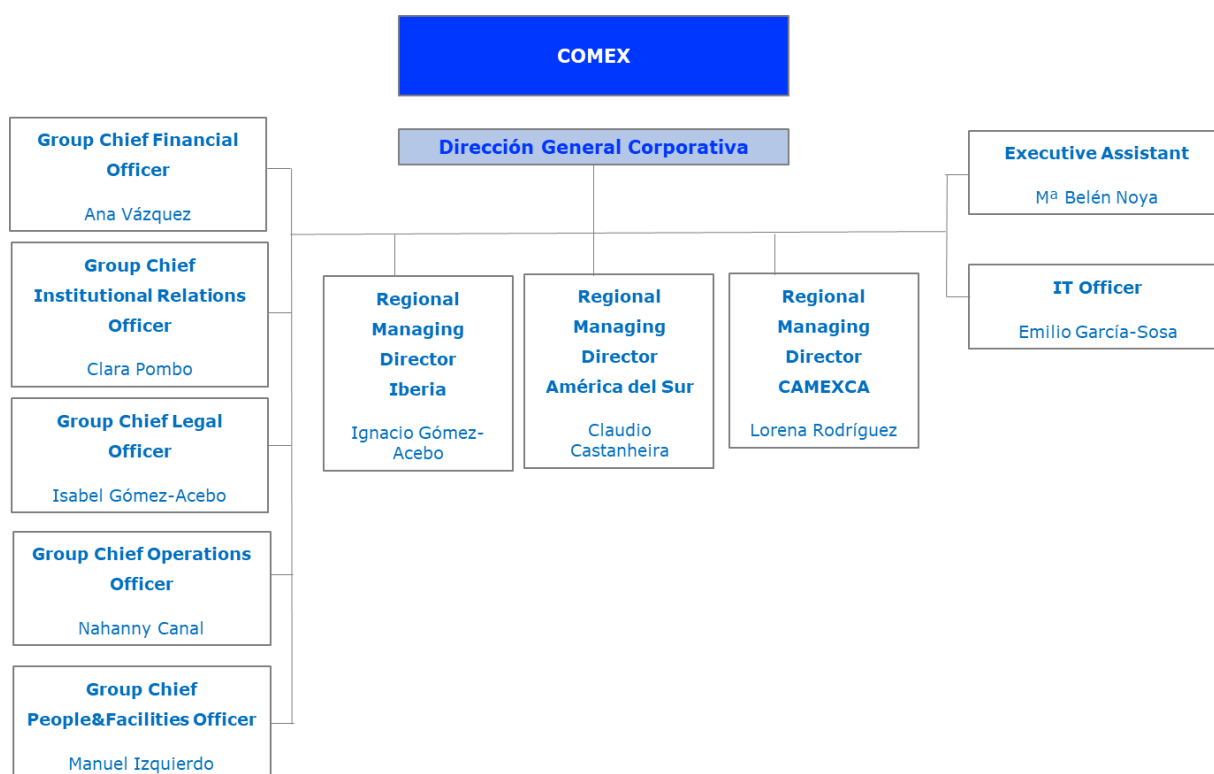 COMEX
Dirección General Corporativa
Group Chief Financial
Officer
Ana Vázquez
Group Chief
Institutional Relations
Officer
Clara Pombo
Group Chief Legal
Officer
Isabel Gómez-Acebo
Group Chief Operations
Officer
Nahanny Canal
Group Chief
People&Facilities Officer
Manuel Izquierdo
Regional
Managing
Director
Iberia
Ignacio Gómez-
Acebo
Regional
Managing
Director
América del Sur
Claudio
Castanheira
Regional
Managing
Director
CAMEXCA
Lorena Rodríguez
Executive Assistant
Mª Belén Noya
IT Officer
Emilio García-Sosa